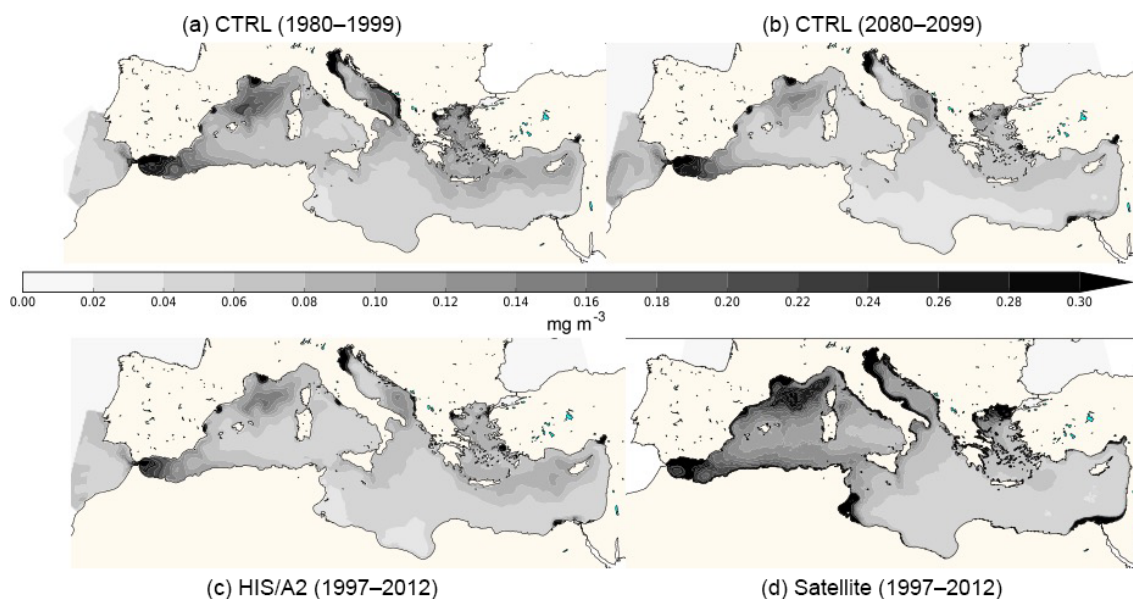 (a) CTRL (1980–1999)
(b) CTRL (2080–2099)
0.00 0.02 0.04 0.06 0.08 0.10 0.12 0.14 0.16 0.18 0.20 0.22 0.24 0.26 0.28 0.30
mg m⁻³
(c) HIS/A2 (1997–2012)
(d) Satellite (1997–2012)